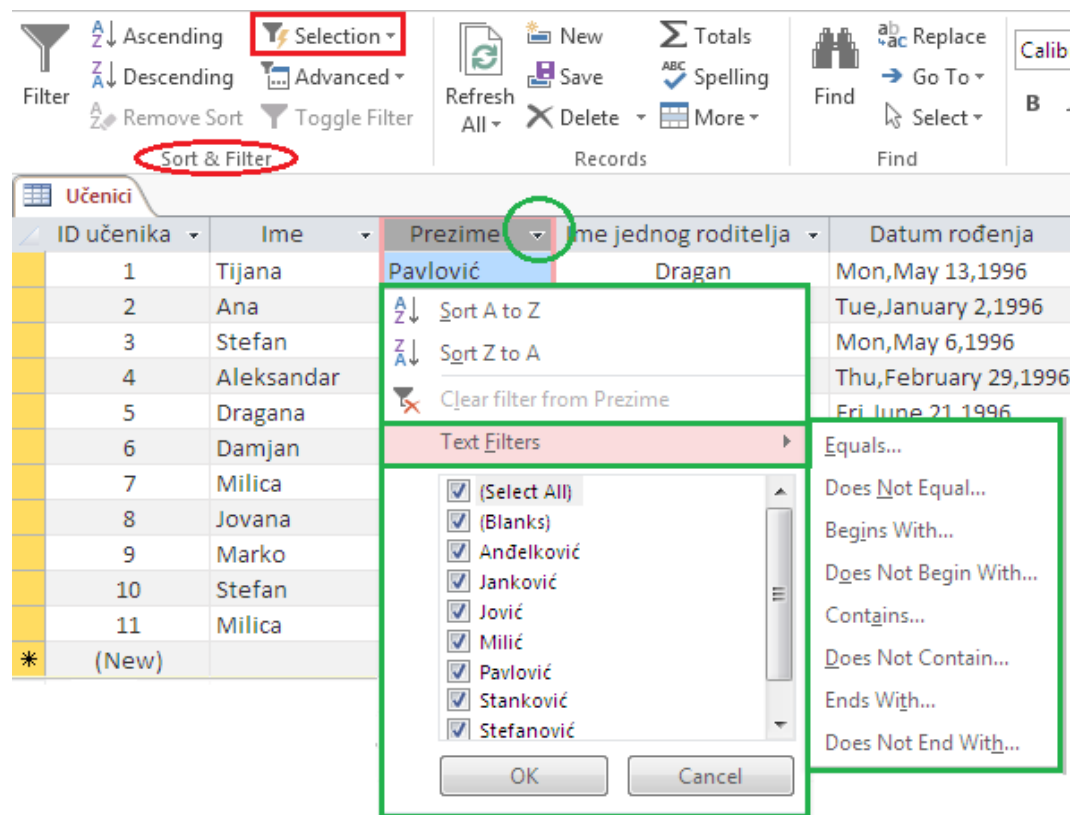 Filter
Ascending
Descending
Remove Sort
Selection
Advanced
Toggle Filter
Sort & Filter
Refresh
All
New
Save
Delete
Totals
ABC
Spelling
More
Records
Find
Replace
Go To
Select
Find
Calib
B
Učenici
ID učenika Ime Prezime Ime jednog roditelja Datum rođenja
1 Tijana Pavlović Dragan Mon,May 13,1996
2 Ana Tue,January 2,1996
3 Stefan Mon,May 6,1996
4 Aleksandar Thu,February 29,1996
5 Dragana Fri,June 21,1996
6 Damjan
7 Milica
8 Jovana
9 Marko
10 Stefan
11 Milica
(New)
Sort A to Z
Sort Z to A
Clear filter from Prezime
Text Filters
(Select All)
(Blanks)
Anđelković
Janković
Jović
Milić
Pavlović
Stanković
Stefanović
OK Cancel
Equals...
Does Not Equal...
Begins With...
Does Not Begin With...
Contains...
Does Not Contain...
Ends With...
Does Not End With...